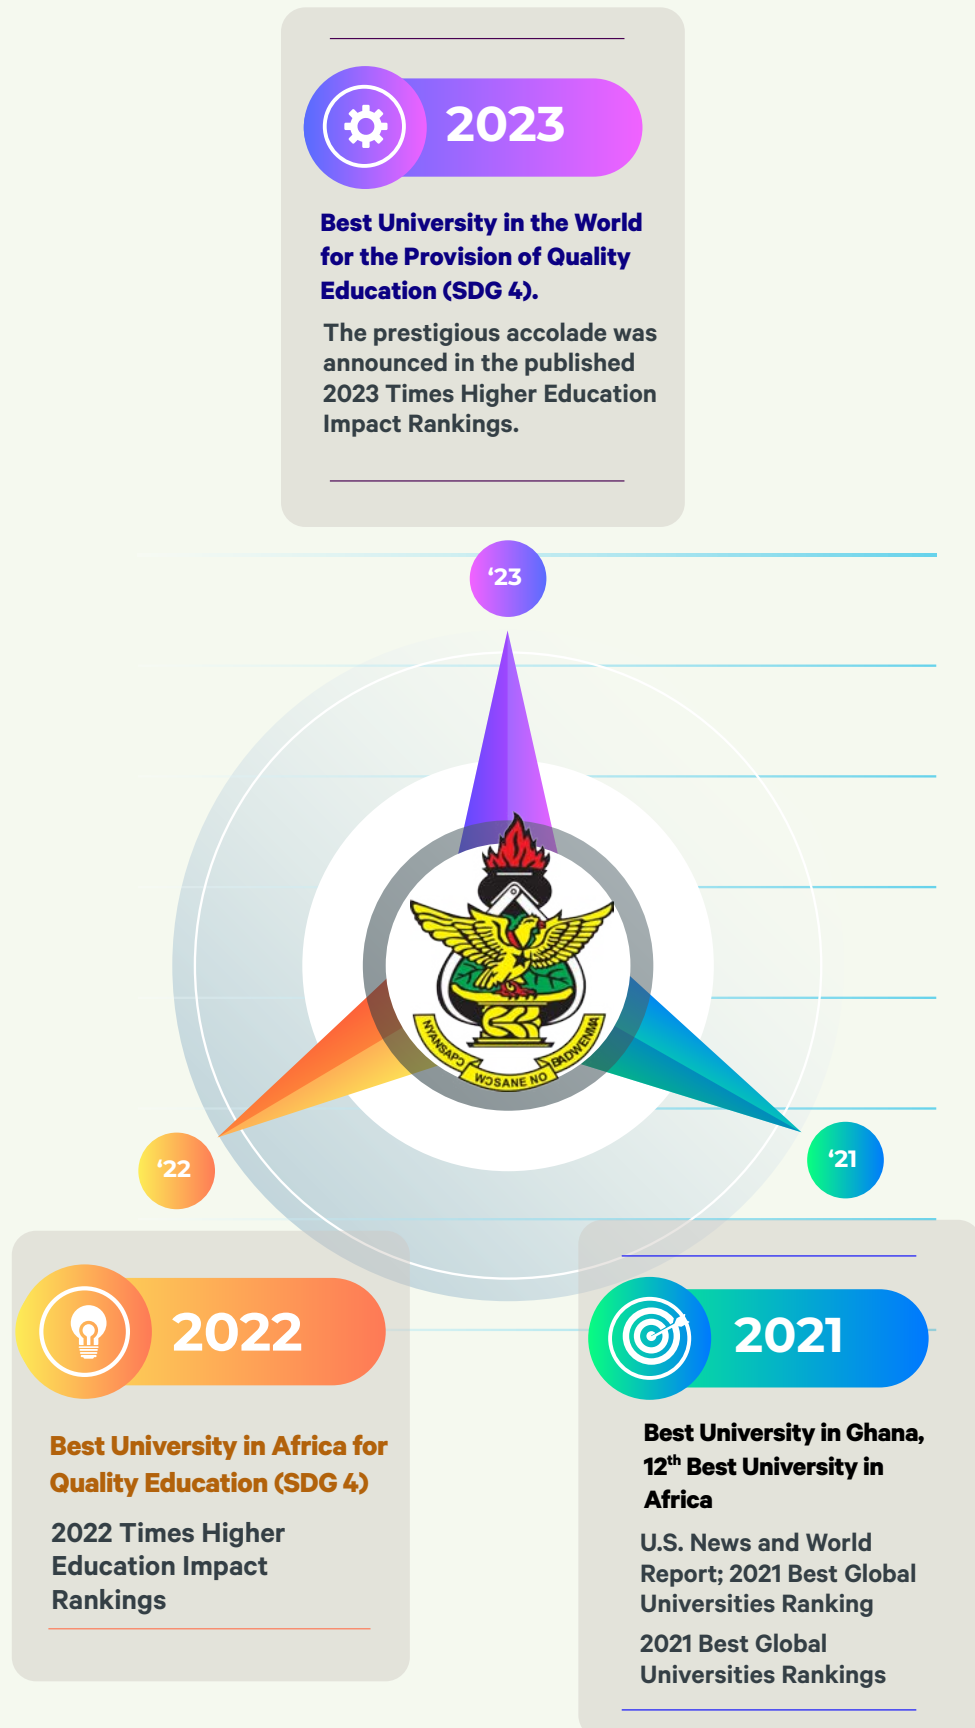 2023
Best University in the World
for the Provision of Quality
Education (SDG 4).
The prestigious accolade was
announced in the published
2023 Times Higher Education
Impact Rankings.
‘23
NYANSAPƆ
WƆSANE NO
BADWENMA
‘22
‘21
2022
Best University in Africa for
Quality Education (SDG 4)
2022 Times Higher
Education Impact
Rankings
2021
Best University in Ghana,
12th Best University in
Africa
U.S. News and World
Report; 2021 Best Global
Universities Ranking
2021 Best Global
Universities Rankings